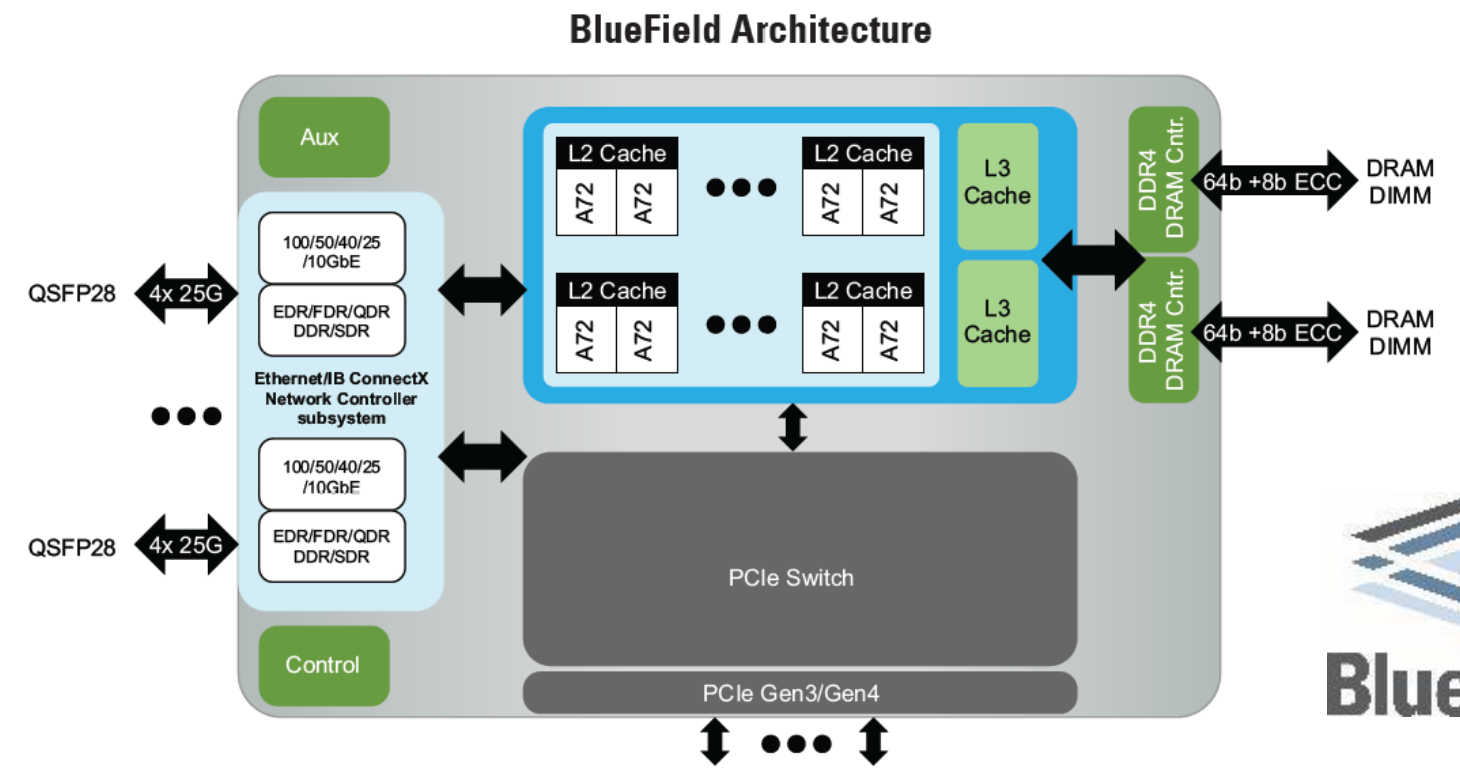 BlueField Architecture
Aux
100/50/40/25
/10GbE
EDR/FDR/QDR
DDR/SDR
Ethernet/IB ConnectX
Network Controller
subsystem
100/50/40/25
/10GbE
EDR/FDR/QDR
DDR/SDR
Control
QSFP28
4x 25G
QSFP28
4x 25G
L2 Cache
A72
A72
L2 Cache
A72
A72
L2 Cache
A72
A72
L2 Cache
A72
A72
L3
Cache
L3
Cache
DDR4
DRAM Cntr.
DDR4
DRAM Cntr.
64b +8b ECC
DRAM
DIMM
64b +8b ECC
DRAM
DIMM
PCIe Switch
PCIe Gen3/Gen4
Blue